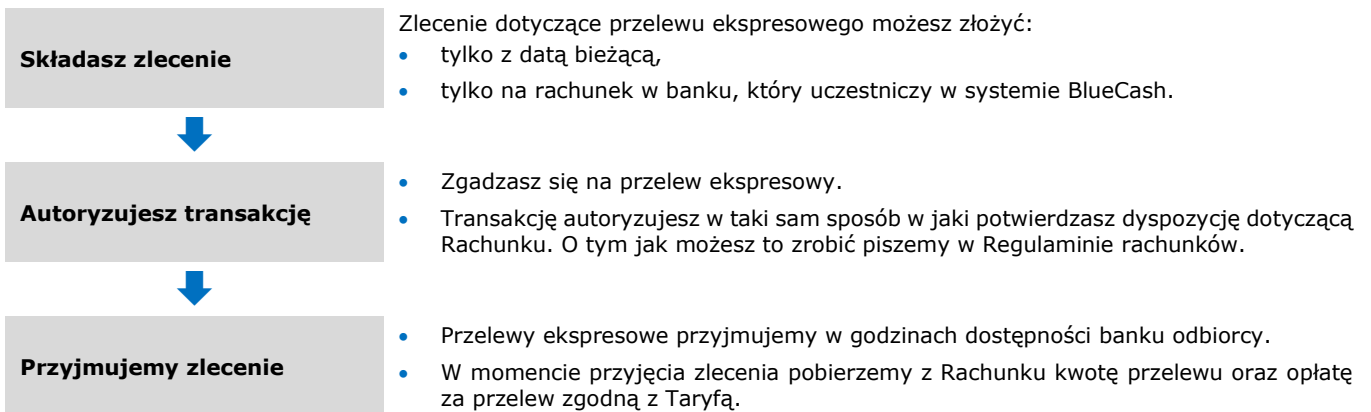 Składasz zlecenie
Zlecenie dotyczące przelewu ekspresowego możesz złożyć:
• tylko z datą bieżącą,
• tylko na rachunek w banku, który uczestniczy w systemie BlueCash.
Autoryzujesz transakcję
• Zgadzasz się na przelew ekspresowy.
• Transakcję autoryzujesz w taki sam sposób w jaki potwierdzasz dyspozycję dotyczącą
Rachunku. O tym jak możesz to zrobić piszemy w Regulaminie rachunków.
Przyjmujemy zlecenie
• Przelewy ekspresowe przyjmujemy w godzinach dostępności banku odbiorcy.
• W momencie przyjęcia zlecenia pobierzemy z Rachunku kwotę przelewu oraz opłatę
za przelew zgodną z Taryfą.